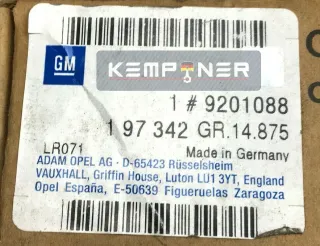 GM
KEMPTNER
1 # 9201088
1 97 342 GR.14.875
LR071
Made in Germany
ADAM OPEL AG - D-65423 Rüsselsheim
VAUXHALL, Griffin House, Luton LU1 3YT, England
Opel España, E-50639 Figueruelas Zaragoza